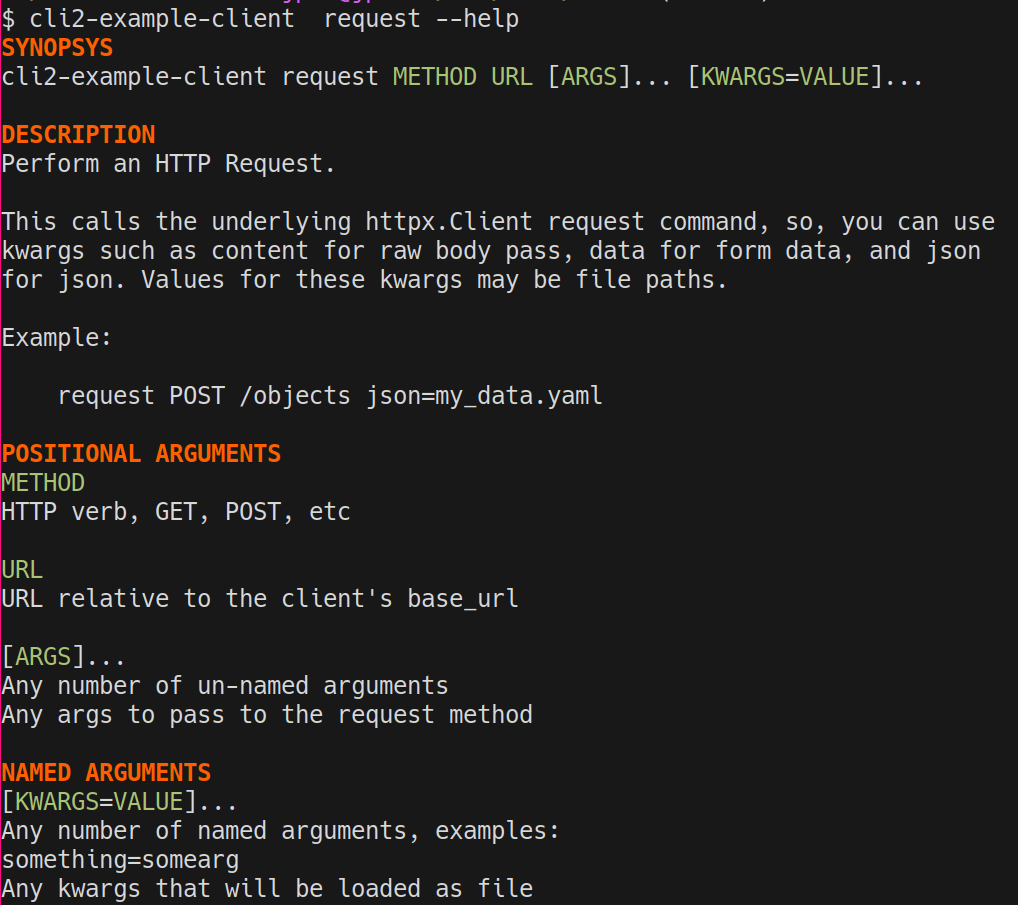 $ cli2-example-client  request --help
SYNOPSYS
cli2-example-client request METHOD URL [ARGS]... [KWARGS=VALUE]...
DESCRIPTION
Perform an HTTP Request.
This calls the underlying httpx.Client request command, so, you can use
kwargs such as content for raw body pass, data for form data, and json
for json. Values for these kwargs may be file paths.
Example:
request POST /objects json=my_data.yaml
POSITIONAL ARGUMENTS
METHOD
HTTP verb, GET, POST, etc
URL
URL relative to the client's base_url
[ARGS]...
Any number of un-named arguments
Any args to pass to the request method
NAMED ARGUMENTS
[KWARGS=VALUE]...
Any number of named arguments, examples:
something=somearg
Any kwargs that will be loaded as file